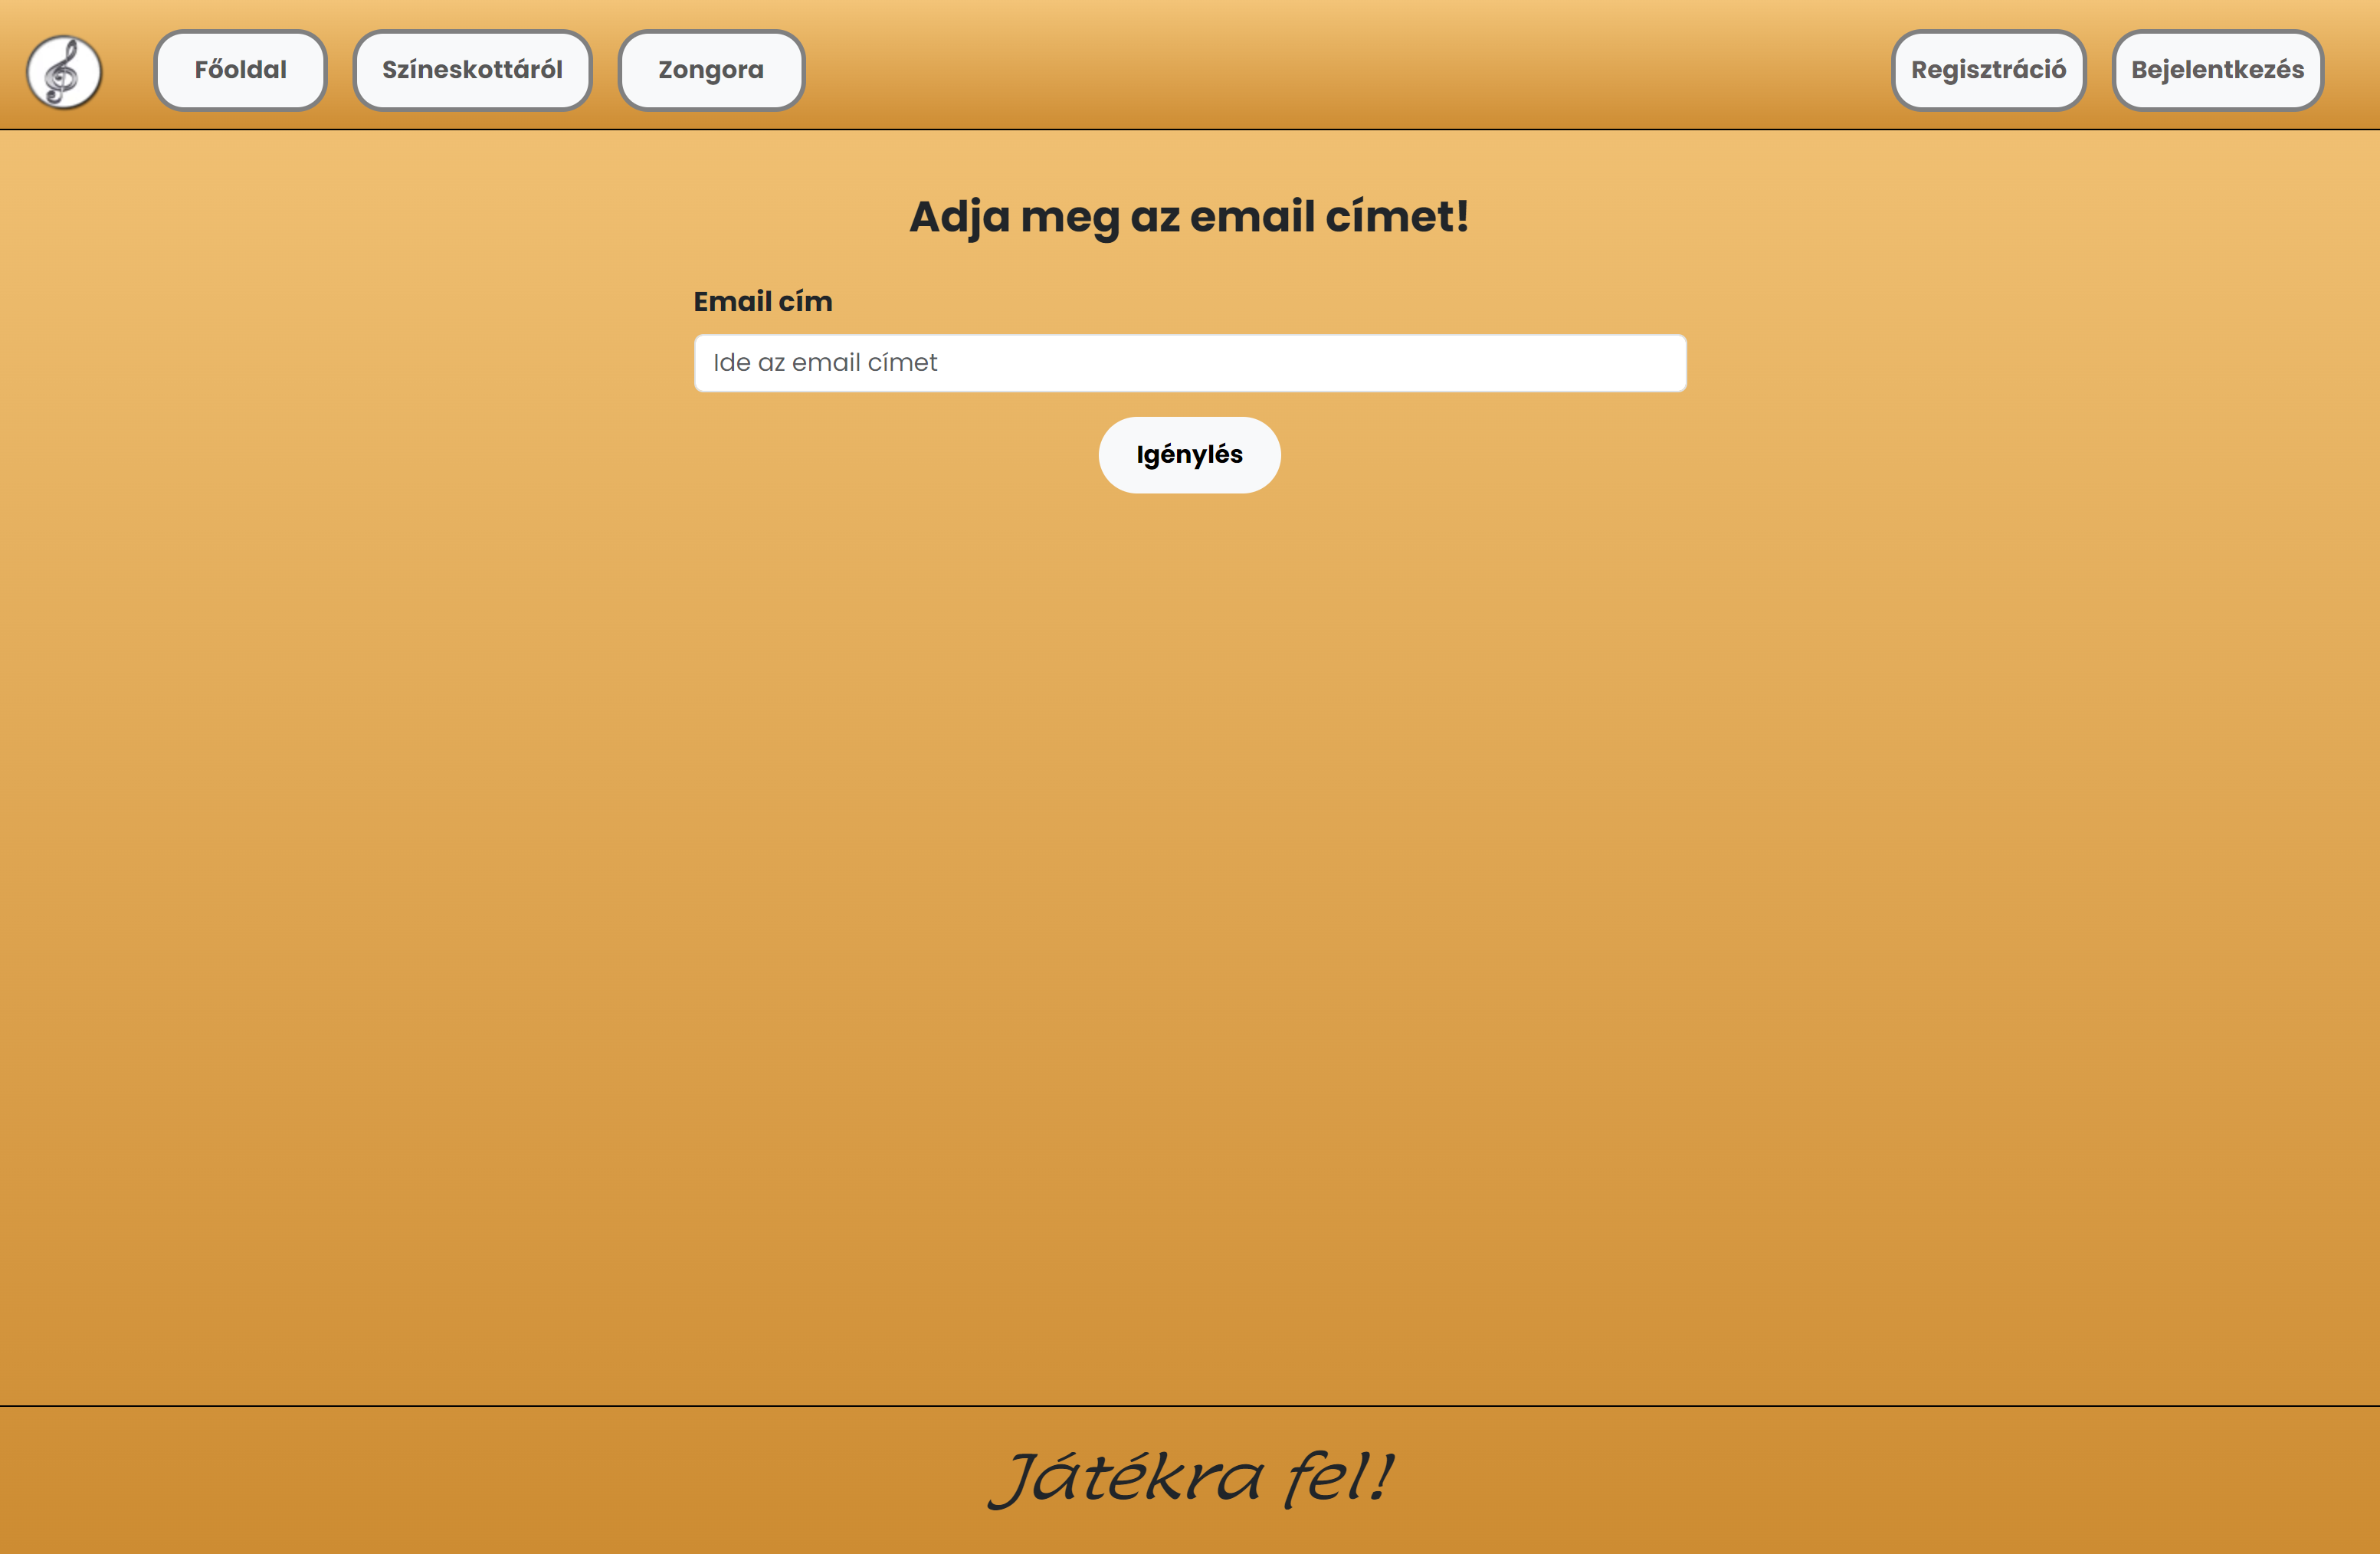 Főoldal Színeskottáról Zongora Regisztráció Bejelentkezés
Adja meg az email címet!
Email cím
Ide az email címet
Igénylés
Játékra fel!